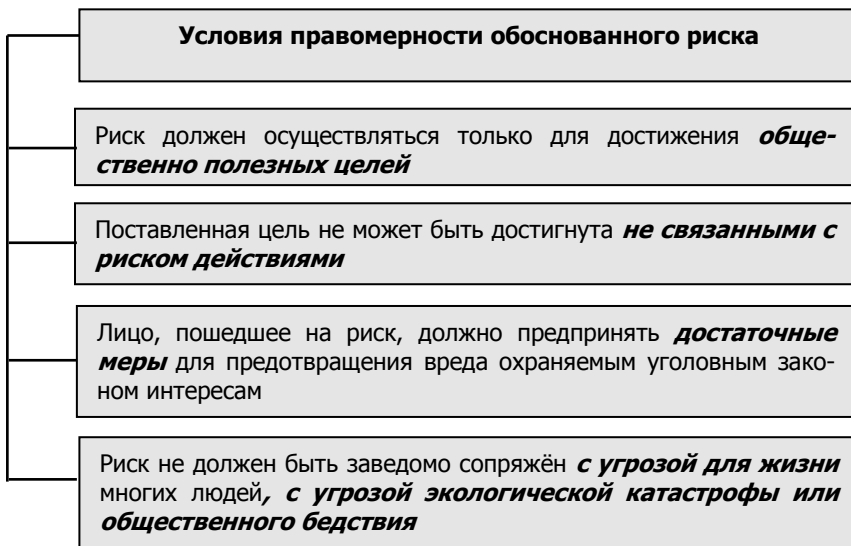 Условия правомерности обоснованного риска
Риск должен осуществляться только для достижения обще-
ственно полезных целей
Поставленная цель не может быть достигнута не связанными с
риском действиями
Лицо, пошедшее на риск, должно предпринять достаточные
меры для предотвращения вреда охраняемым уголовным зако-
ном интересам
Риск не должен быть заведомо сопряжён с угрозой для жизни
многих людей, с угрозой экологической катастрофы или
общественного бедствия